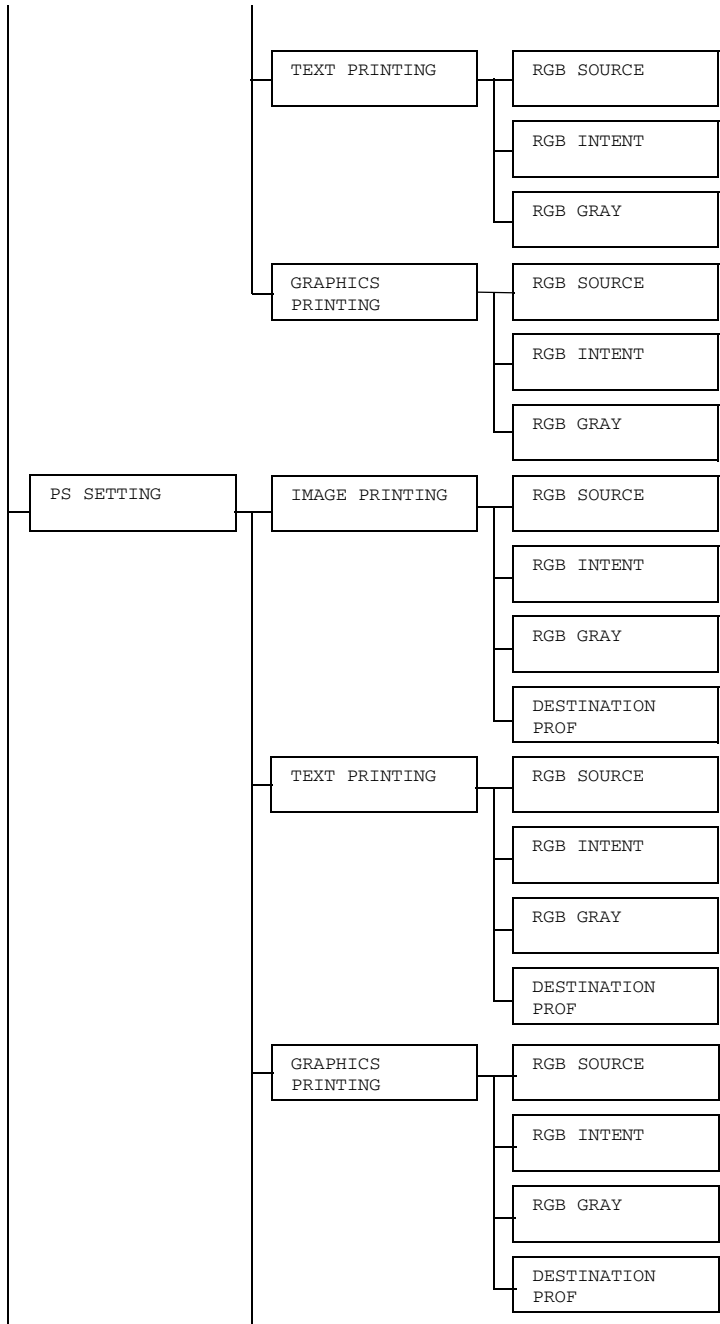 TEXT PRINTING
RGB SOURCE
RGB INTENT
RGB GRAY
GRAPHICS
PRINTING
RGB SOURCE
RGB INTENT
RGB GRAY
PS SETTING
IMAGE PRINTING
RGB SOURCE
RGB INTENT
RGB GRAY
DESTINATION
PROF
TEXT PRINTING
RGB SOURCE
RGB INTENT
RGB GRAY
DESTINATION
PROF
GRAPHICS
PRINTING
RGB SOURCE
RGB INTENT
RGB GRAY
DESTINATION
PROF